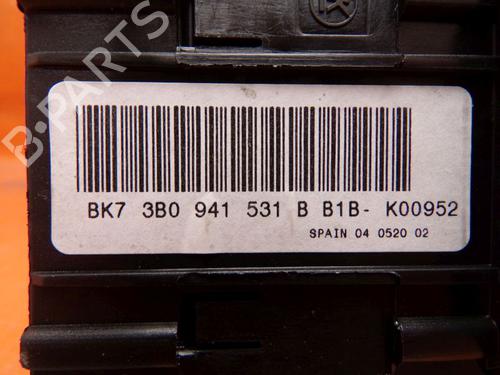 B-PARTS
BK7 3B0 941 531 B B1B- K00952
SPAIN 04 0520 02